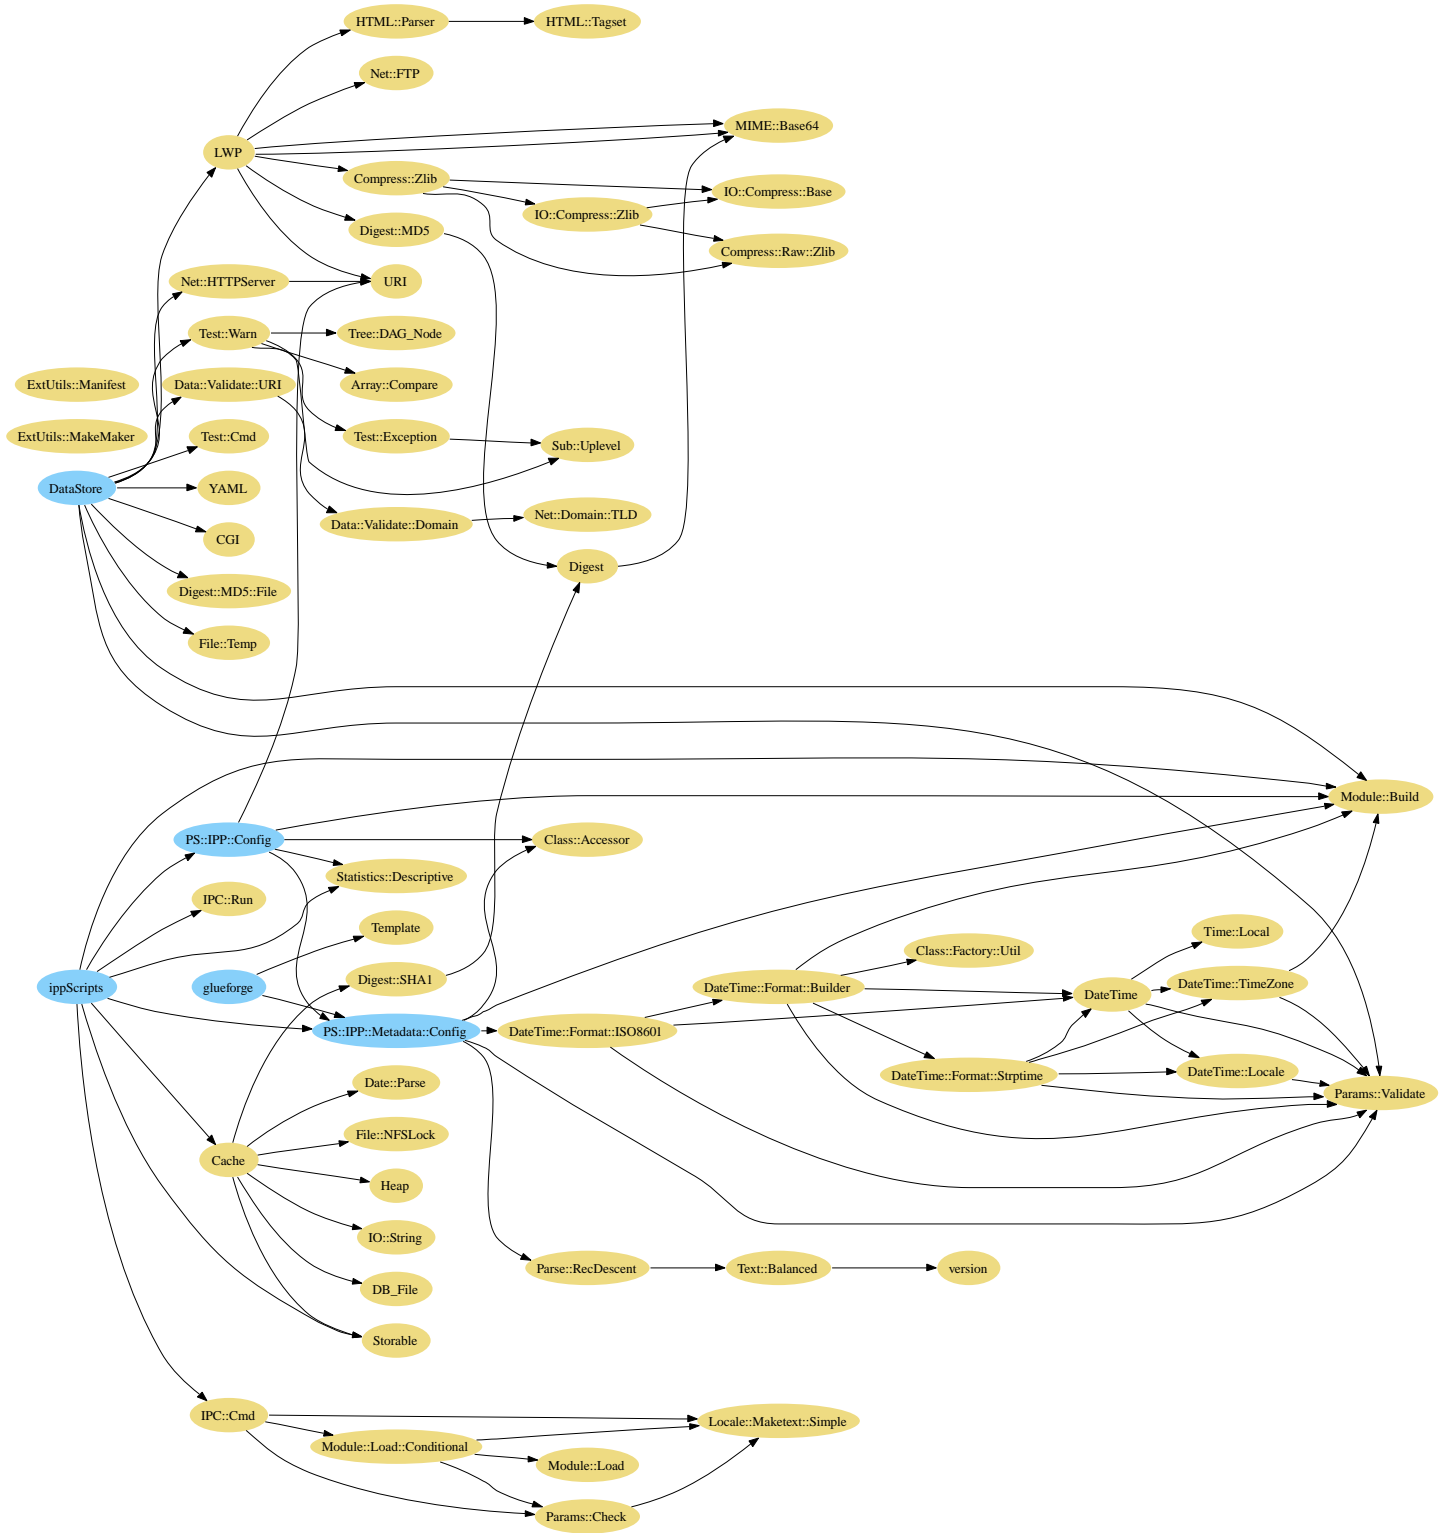 HTML::Parser
HTML::Tagset
Net::FTP
MIME::Base64
LWP
Compress::Zlib
IO::Compress::Base
IO::Compress::Zlib
Digest::MD5
Compress::Raw::Zlib
Net::HTTPServer
URI
Test::Warn
Tree::DAG_Node
ExtUtils::Manifest
Data::Validate::URI
Array::Compare
ExtUtils::MakeMaker
Test::Cmd
Test::Exception
Sub::Uplevel
DataStore
YAML
Data::Validate::Domain
Net::Domain::TLD
CGI
Digest
Digest::MD5::File
File::Temp
Module::Build
PS::IPP::Config
Class::Accessor
Statistics::Descriptive
IPC::Run
Template
Time::Local
Class::Factory::Util
Digest::SHA1
ippScripts
glueforge
DateTime::Format::Builder
DateTime
DateTime::TimeZone
PS::IPP::Metadata::Config
DateTime::Format::ISO8601
DateTime::Format::Strptime
DateTime::Locale
Date::Parse
Params::Validate
File::NFSLock
Cache
Heap
IO::String
Parse::RecDescent
Text::Balanced
version
DB_File
Storable
IPC::Cmd
Locale::Maketext::Simple
Module::Load::Conditional
Module::Load
Params::Check